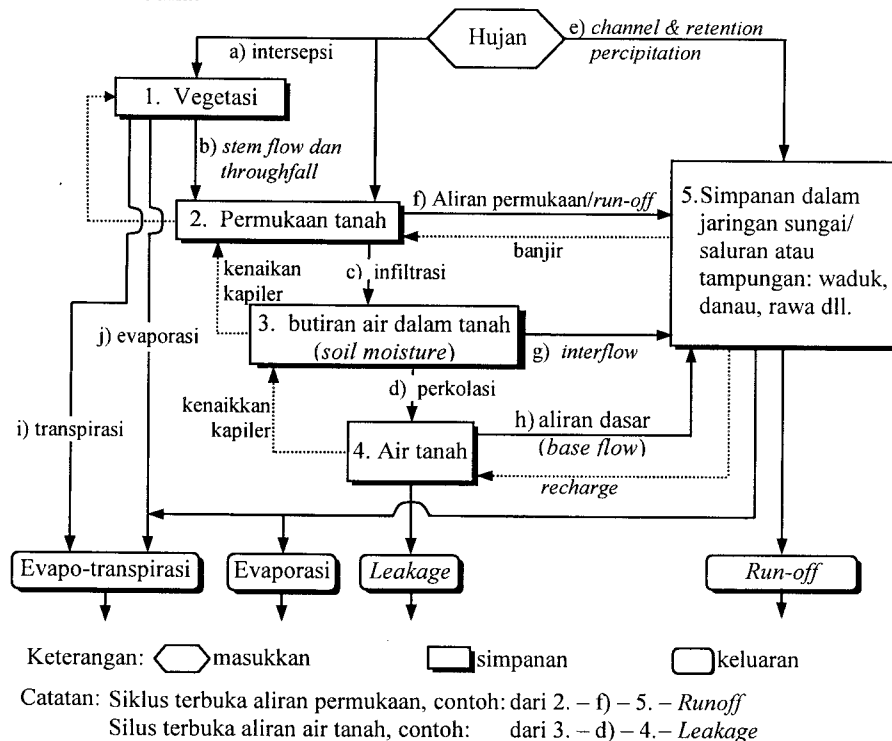 Hujan
e) channel & retention
percipitation
a) intersepsi
1. Vegetasi
b) stem flow dan
throughfall
2. Permukaan tanah
f) Aliran permukaan/run-off
banjir
5. Simpanan dalam
jaringan sungai/
saluran atau
tampungan: waduk,
danau, rawa dll.
kenaikan
kapiler
c) infiltrasi
3. butiran air dalam tanah
(soil moisture)
g) interflow
j) evaporasi
d) perkolasi
kenaikkan
kapiler
i) transpirasi
4. Air tanah
h) aliran dasar
(base flow)
recharge
Evapo-transpirasi
Evaporasi
Leakage
Run-off
Keterangan: masukkan simpanan keluaran
Catatan: Siklus terbuka aliran permukaan, contoh: dari 2. – f) – 5. – Runoff
Silus terbuka aliran air tanah, contoh: dari 3. – d) – 4.– Leakage